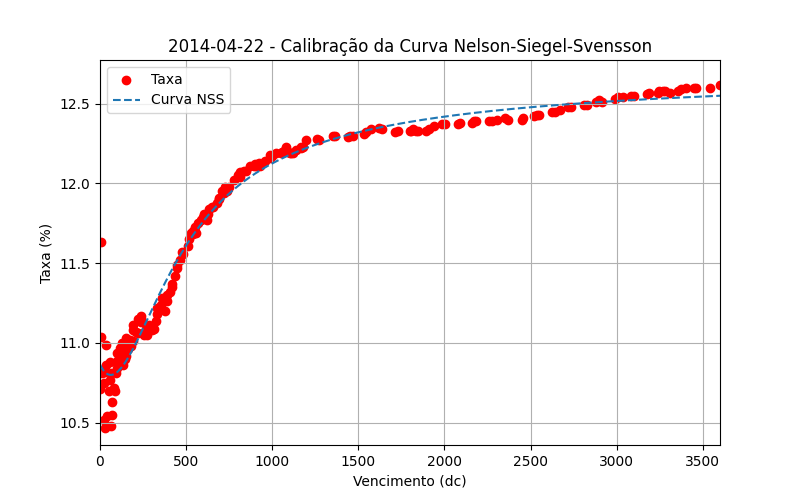 2014-04-22 - Calibração da Curva Nelson-Siegel-Svensson
Taxa
Curva NSS
Taxa (%)
12.5
12.0
11.5
11.0
10.5
0 500 1000 1500 2000 2500 3000 3500
Vencimento (dc)